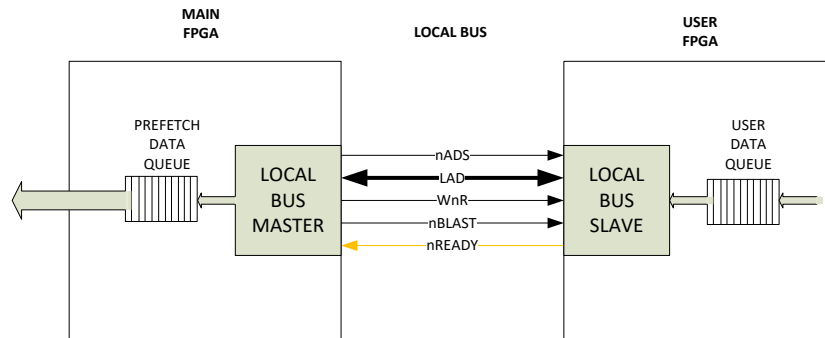 MAIN
FPGA
LOCAL BUS
USER
FPGA
PREFETCH
DATA
QUEUE
LOCAL
BUS
MASTER
nADS
LAD
WnR
nBLAST
nREADY
LOCAL
BUS
SLAVE
USER
DATA
QUEUE